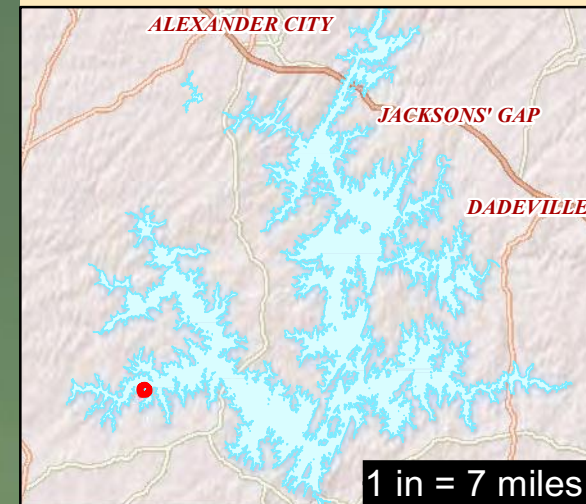 ALEXANDER CITY
JACKSONS' GAP
DADEVILLE
1 in = 7 miles